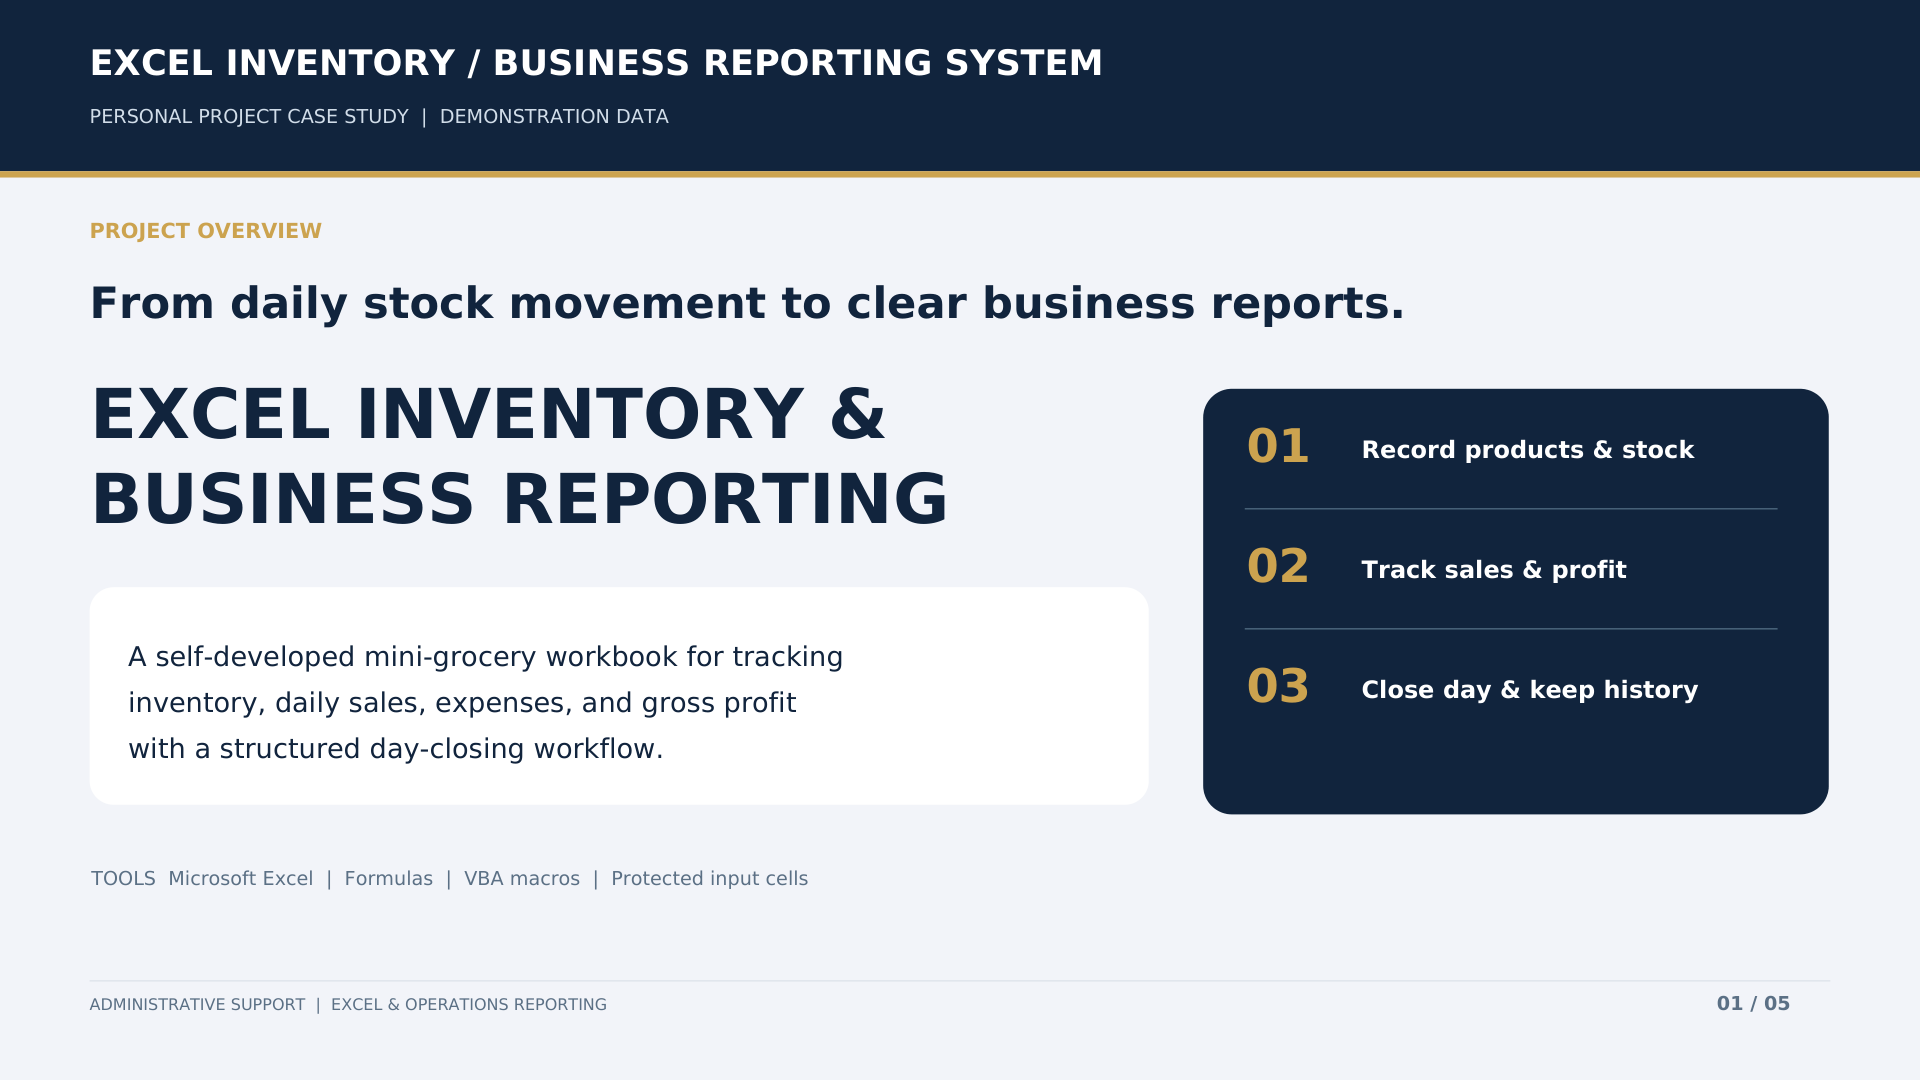 EXCEL INVENTORY / BUSINESS REPORTING SYSTEM
PERSONAL PROJECT CASE STUDY | DEMONSTRATION DATA
PROJECT OVERVIEW
From daily stock movement to clear business reports.
EXCEL INVENTORY &
BUSINESS REPORTING
A self-developed mini-grocery workbook for tracking
inventory, daily sales, expenses, and gross profit
with a structured day-closing workflow.
01 Record products & stock
02 Track sales & profit
03 Close day & keep history
TOOLS Microsoft Excel | Formulas | VBA macros | Protected input cells
ADMINISTRATIVE SUPPORT | EXCEL & OPERATIONS REPORTING
01 / 05